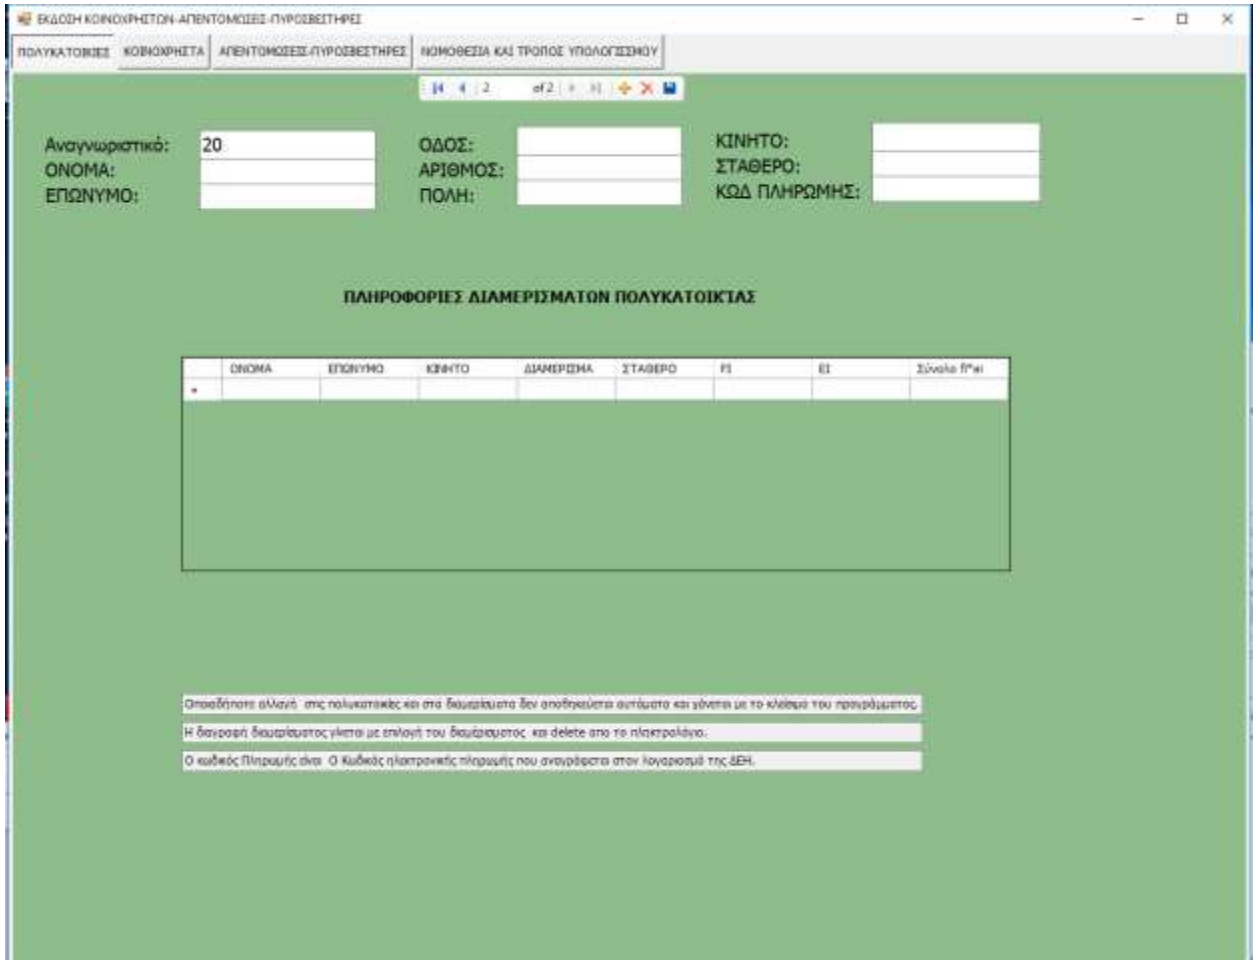 ΕΚΔΟΣΗ ΚΟΙΝΟΧΡΗΣΤΩΝ-ΑΠΕΝΤΟΜΩΣΕΙΣ-ΠΥΡΟΣΒΕΣΤΗΡΕΣ
ΠΟΛΥΚΑΤΟΙΚΙΕΣ ΚΟΙΝΟΧΡΗΣΤΑ ΑΠΕΝΤΟΜΩΣΕΙΣ-ΠΥΡΟΣΒΕΣΤΗΡΕΣ ΝΟΜΟΘΕΣΙΑ ΚΑΙ ΤΡΟΠΟΣ ΥΠΟΛΟΓΙΣΣΜΟΥ
2 of 2
Αναγνωριστικό: 20 ΟΔΟΣ: ΚΙΝΗΤΟ:
ΟΝΟΜΑ: ΑΡΙΘΜΟΣ: ΣΤΑΘΕΡΟ:
ΕΠΩΝΥΜΟ: ΠΟΛΗ: ΚΩΔ ΠΛΗΡΩΜΗΣ:
ΠΛΗΡΟΦΟΡΙΕΣ ΔΙΑΜΕΡΙΣΜΑΤΩΝ ΠΟΛΥΚΑΤΟΙΚΊΑΣ
ΟΝΟΜΑ ΕΠΩΝΥΜΟ ΚΙΝΗΤΟ ΔΙΑΜΕΡΙΣΜΑ ΣΤΑΘΕΡΟ FI EI Σύνολο fi*ei
Οποιαδήποτε αλλαγή στις πολυκατοικίες και στα διαμερίσματα δεν αποθηκεύεται αυτόματα και γίνεται με το κλείσιμο του προγράμματος.
Η διαγραφή διαμερίσματος γίνεται με επιλογή του διαμέρισματος και delete απο το πληκτρολόγιο.
Ο κωδικός Πληρωμής είναι Ο Κωδικός ηλεκτρονικής πληρωμής που αναγράφεται στον λογαριασμό της ΔΕΗ.